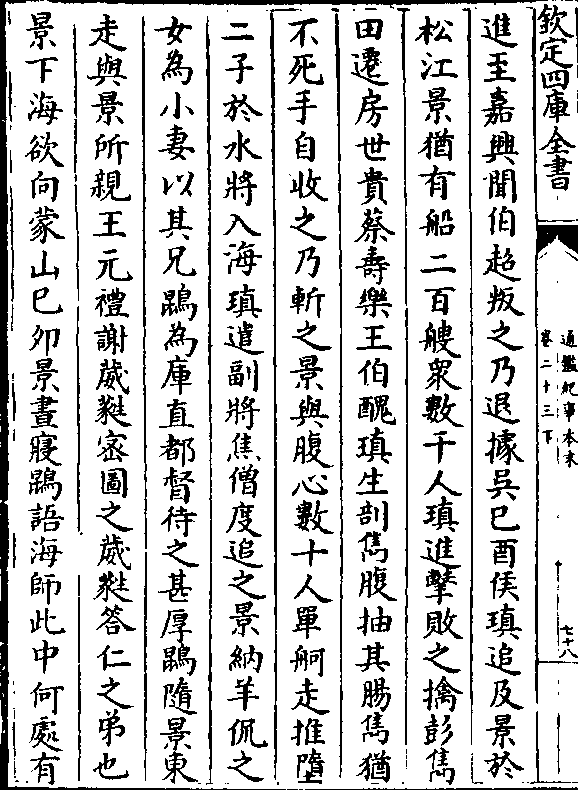 欽定四庫全書
通鑑紀事本末
卷二十三下
七十八
進至嘉興聞伯超叛之乃退據吳己酉侯瑱追及景於
松江景猶有船二百艘衆數千人瑱進擊敗之擒彭雋
田遷房世貴蔡壽樂王伯醜瑱生剖雋腹抽其腸雋猶
不死手自收之乃斬之景與腹心數十人單舸走推墮
二子於水將入海瑱遣副將焦僧度追之景納羊侃之
女為小妻以其兄鵾為庫直都督待之甚厚鵾隨景東
走與景所親王元禮謝葳蕤密圖之葳蕤答仁之弟也
景下海欲向蒙山己夘景晝寢鵾語海師此中何處有